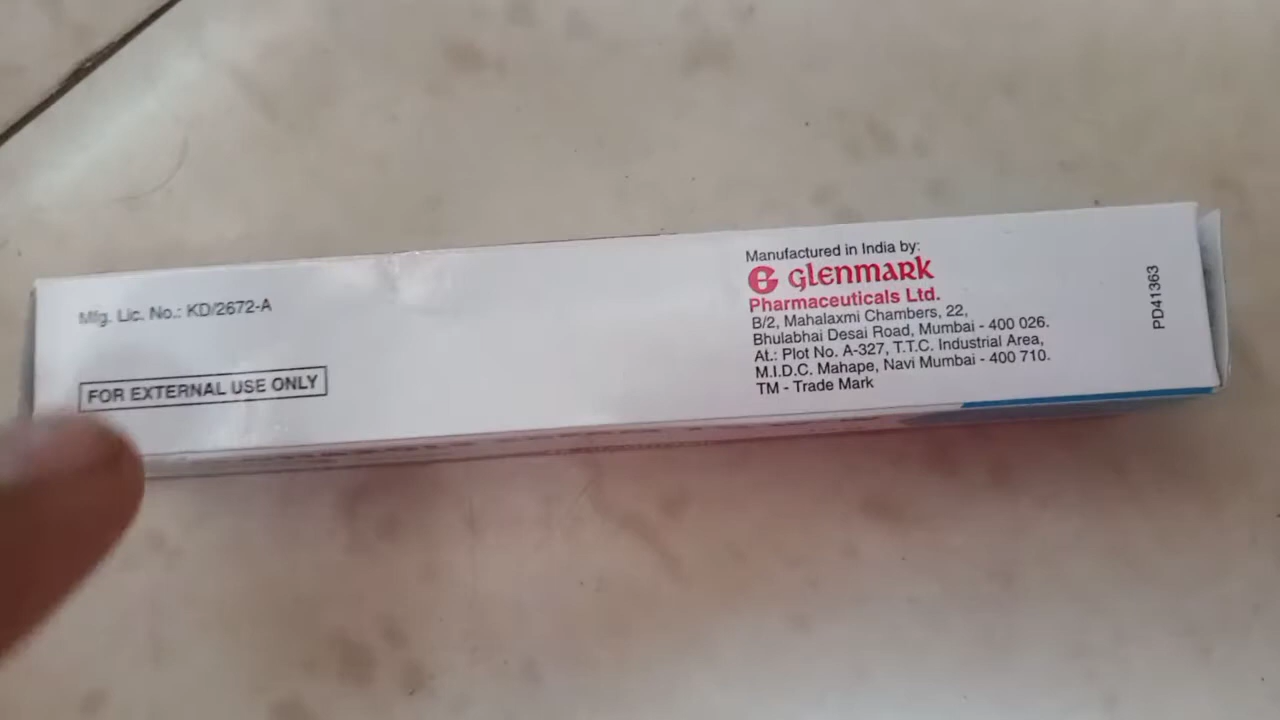 Mfg. Lic. No.: KD/2672-A
FOR EXTERNAL USE ONLY
Manufactured in India by:
Glenmark
Pharmaceuticals Ltd.
B/2, Mahalaxmi Chambers, 22,
Bhulabhai Desai Road, Mumbai - 400 026.
At.: Plot No. A-327, T.T.C. Industrial Area,
M.I.D.C. Mahape, Navi Mumbai - 400 710.
TM - Trade Mark
PD41363